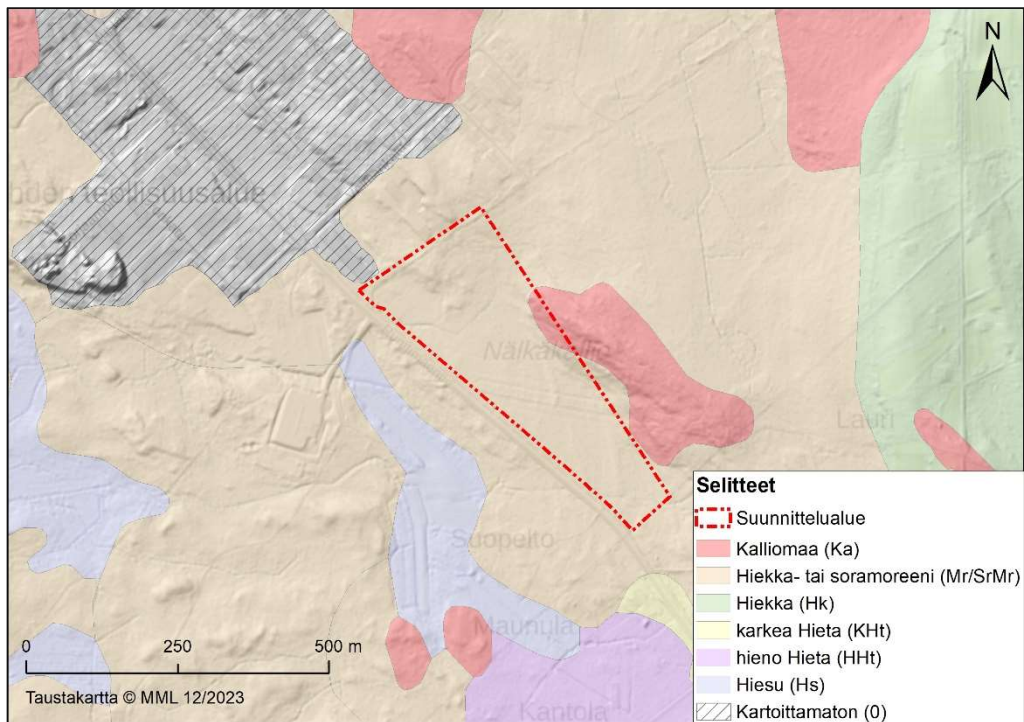 N
teollisuusalue
Nälkäkallio
Lauri
Suopelto
Maunula
Kantola
Selitteet
Suunnittelualue
Kalliomaa (Ka)
Hiekka- tai soramoreeni (Mr/SrMr)
Hiekka (Hk)
karkea Hieta (KHt)
hieno Hieta (HHt)
Hiesu (Hs)
Kartoittamaton (0)
0 250 500 m
Taustakartta © MML 12/2023